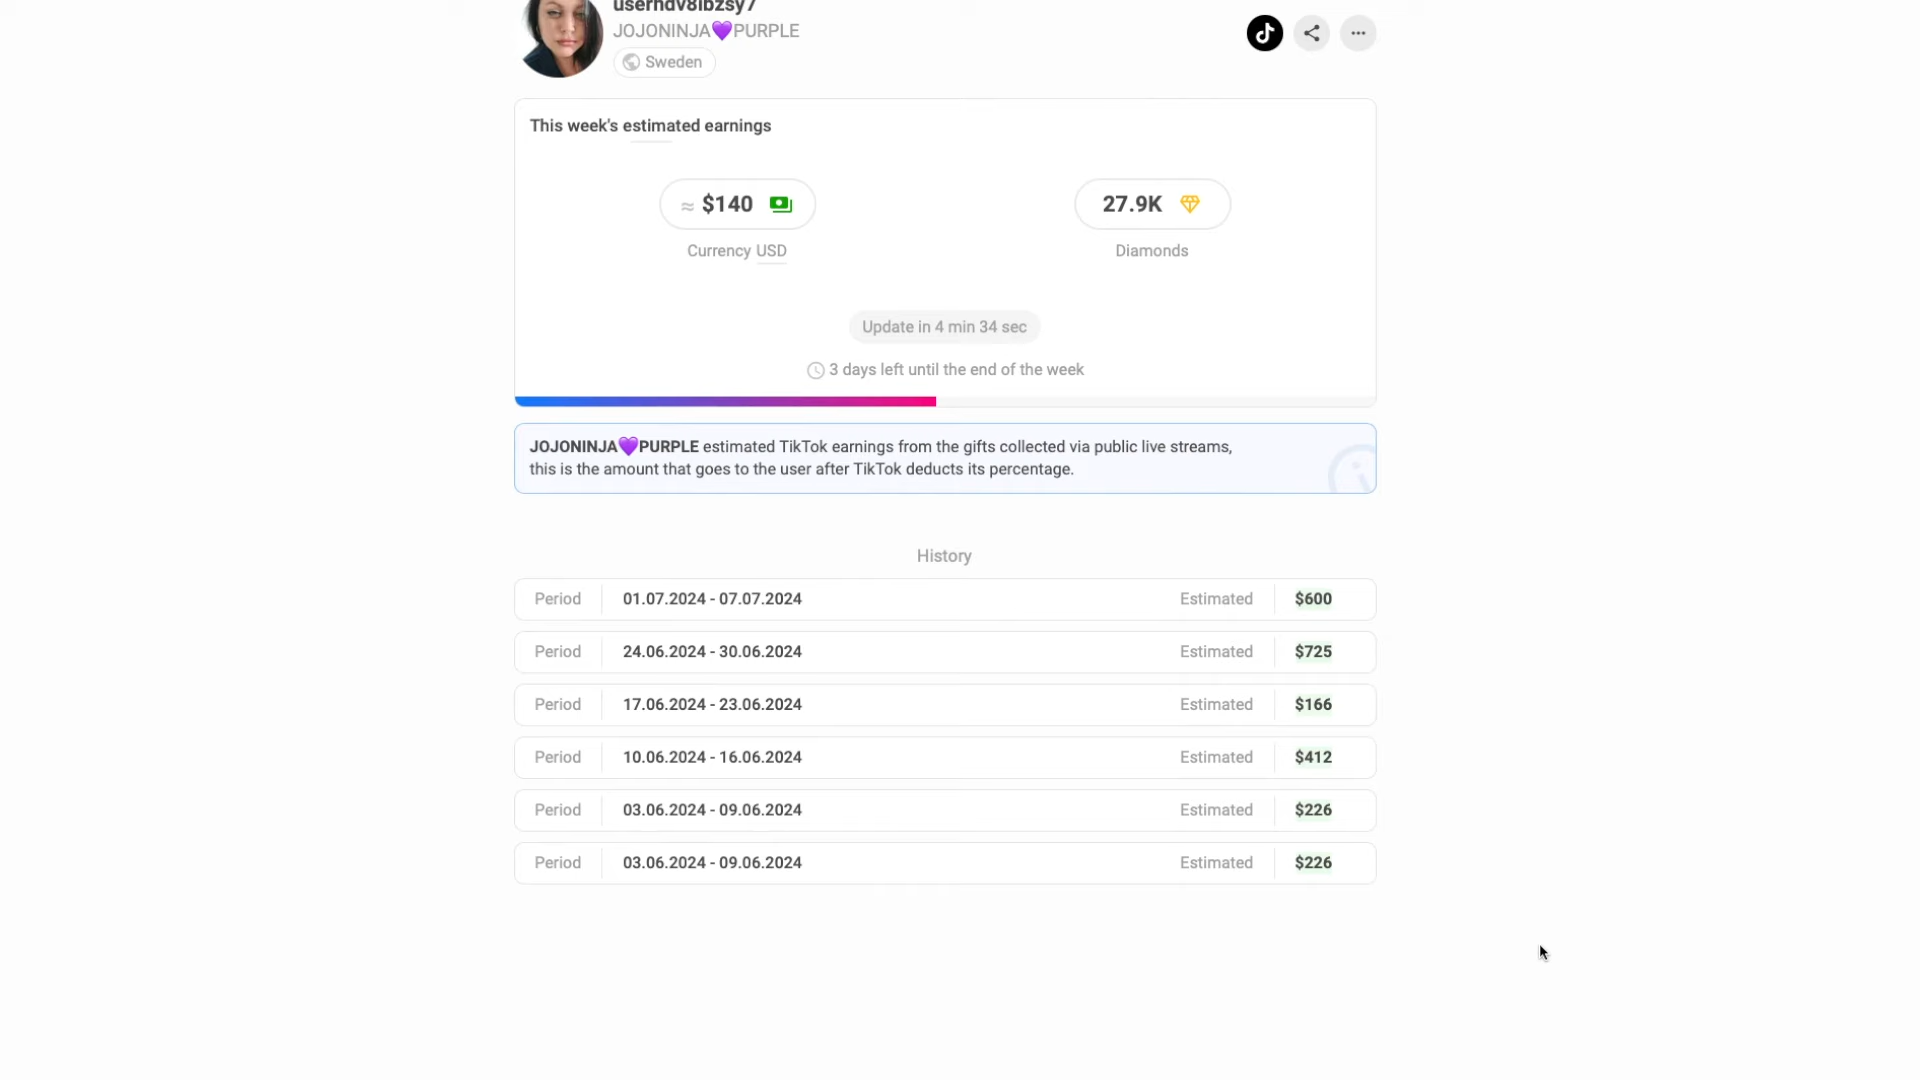 JOJONINJA💜PURPLE
Sweden
This week's estimated earnings
≈ $140
27.9K
Currency USD
Diamonds
Update in 4 min 34 sec
3 days left until the end of the week
JOJONINJA💜PURPLE estimated TikTok earnings from the gifts collected via public live streams,
this is the amount that goes to the user after TikTok deducts its percentage.
History
Period 01.07.2024 - 07.07.2024 Estimated $600
Period 24.06.2024 - 30.06.2024 Estimated $725
Period 17.06.2024 - 23.06.2024 Estimated $166
Period 10.06.2024 - 16.06.2024 Estimated $412
Period 03.06.2024 - 09.06.2024 Estimated $226
Period 03.06.2024 - 09.06.2024 Estimated $226